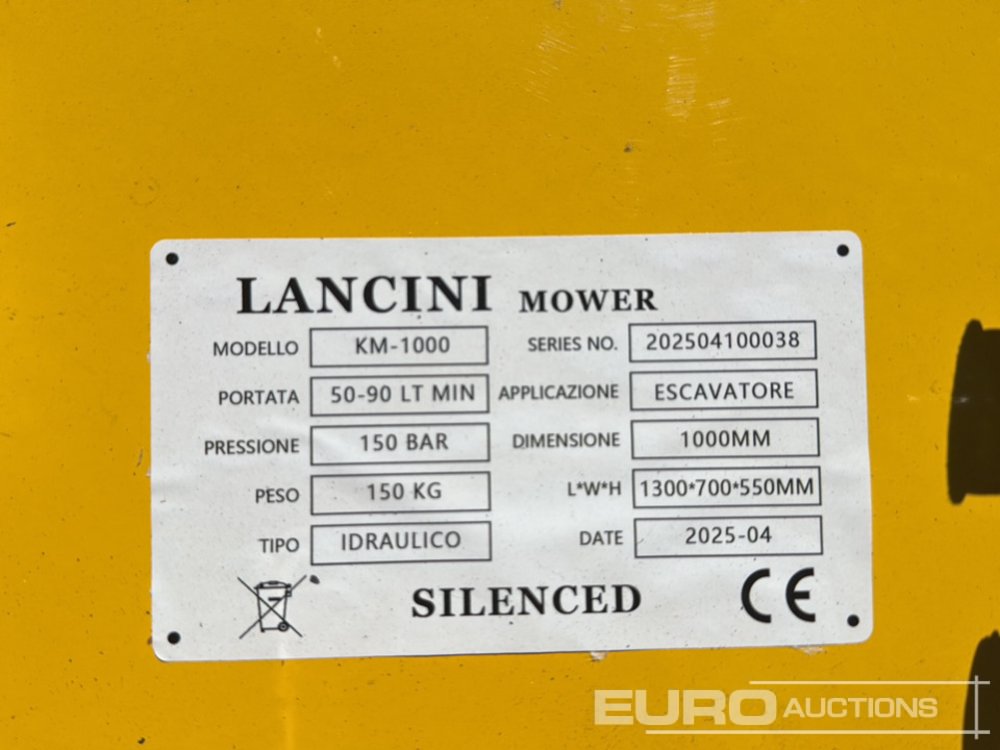 LANCINI MOWER
MODELLO KM-1000 SERIES NO. 202504100038
PORTATA 50-90 LT MIN APPLICAZIONE ESCAVATORE
PRESSIONE 150 BAR DIMENSIONE 1000MM
PESO 150 KG L*W*H 1300*700*550MM
TIPO IDRAULICO DATE 2025-04
SILENCED CE
EURO AUCTIONS